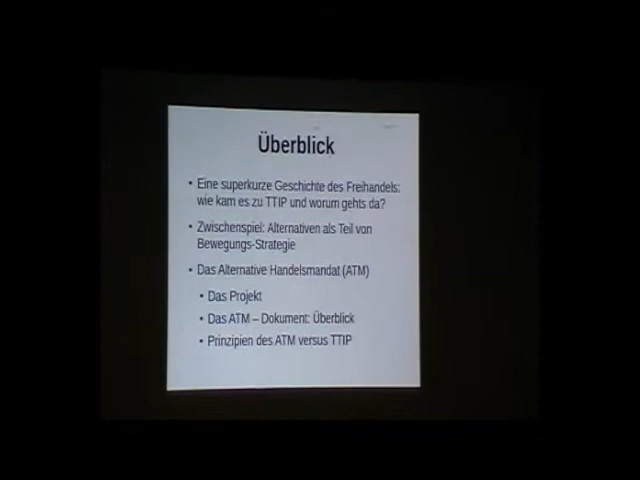 Überblick
• Eine superkurze Geschichte des Freihandels:
wie kam es zu TTIP und worum gehts da?
• Zwischenspiel: Alternativen als Teil von
Bewegungs-Strategie
• Das Alternative Handelsmandat (ATM)
• Das Projekt
• Das ATM – Dokument: Überblick
• Prinzipien des ATM versus TTIP